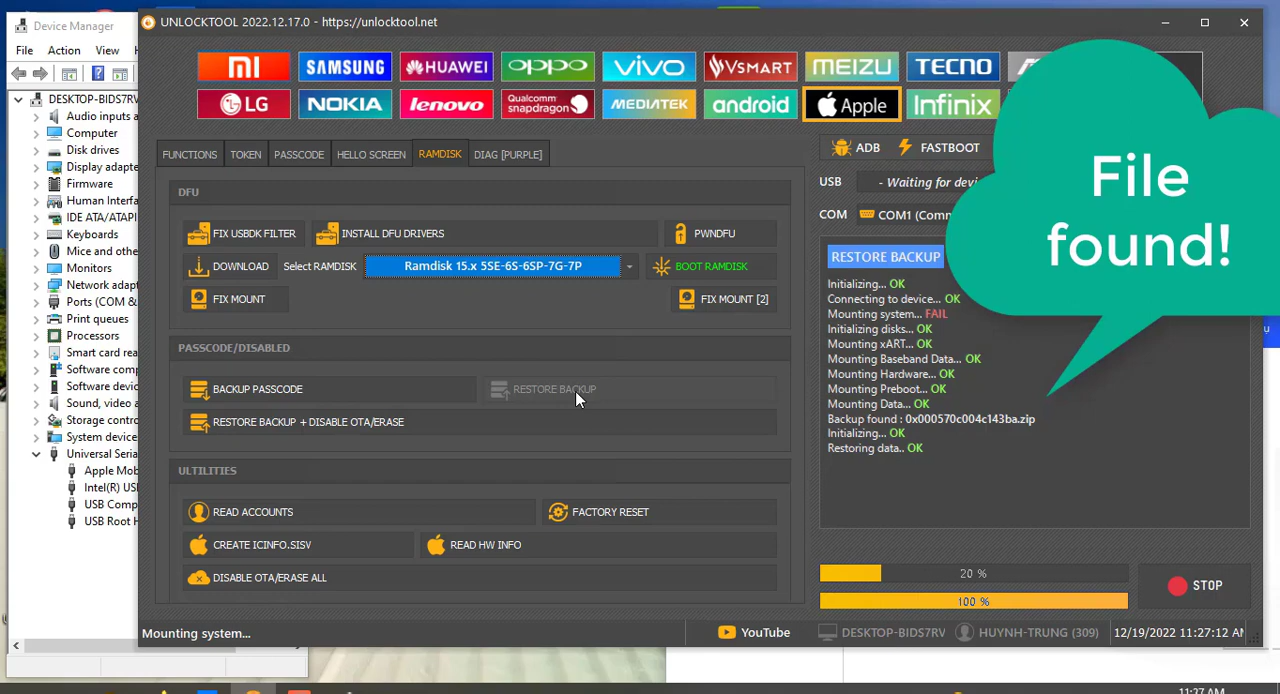 Device Manager
File Action View
DESKTOP-BIDS7RV
Audio inputs a
Computer
Disk drives
Display adapte
Firmware
Human Interfa
IDE ATA/ATAPI
Keyboards
Mice and othe
Monitors
Network adapt
Ports (COM &
Print queues
Processors
Smart card rea
Software comp
Software devic
Sound, video a
Storage contro
System device
Universal Seria
Apple Mob
Intel(R) USI
USB Comp
USB Root H
UNLOCKTOOL 2022.12.17.0 - https://unlocktool.net
mi SAMSUNG HUAWEI oppo vivo VSMART MEIZU TECNO
LG NOKIA lenovo Qualcomm snapdragon MEDIATEK android Apple Infinix
FUNCTIONS TOKEN PASSCODE HELLO SCREEN RAMDISK DIAG [PURPLE]
DFU
FIX USBDK FILTER INSTALL DFU DRIVERS PWNDFU
DOWNLOAD Select RAMDISK Ramdisk 15.x 5SE-6S-6SP-7G-7P BOOT RAMDISK
FIX MOUNT FIX MOUNT [2]
PASSCODE/DISABLED
BACKUP PASSCODE RESTORE BACKUP
RESTORE BACKUP + DISABLE OTA/ERASE
ULTILITIES
READ ACCOUNTS FACTORY RESET
CREATE ICINFO.SISV READ HW INFO
DISABLE OTA/ERASE ALL
Mounting system...
ADB FASTBOOT
USB - Waiting for devi
COM COM1 (Comm
RESTORE BACKUP
Initializing... OK
Connecting to device... OK
Mounting system... FAIL
Initializing disks... OK
Mounting xART... OK
Mounting Baseband Data... OK
Mounting Hardware... OK
Mounting Preboot... OK
Mounting Data... OK
Backup found : 0x000570c004c143ba.zip
Initializing... OK
Restoring data.. OK
20 %
100 %
STOP
YouTube DESKTOP-BIDS7RV HUYNH-TRUNG (309) 12/19/2022 11:27:12 AM
File
found!
11:27 AM